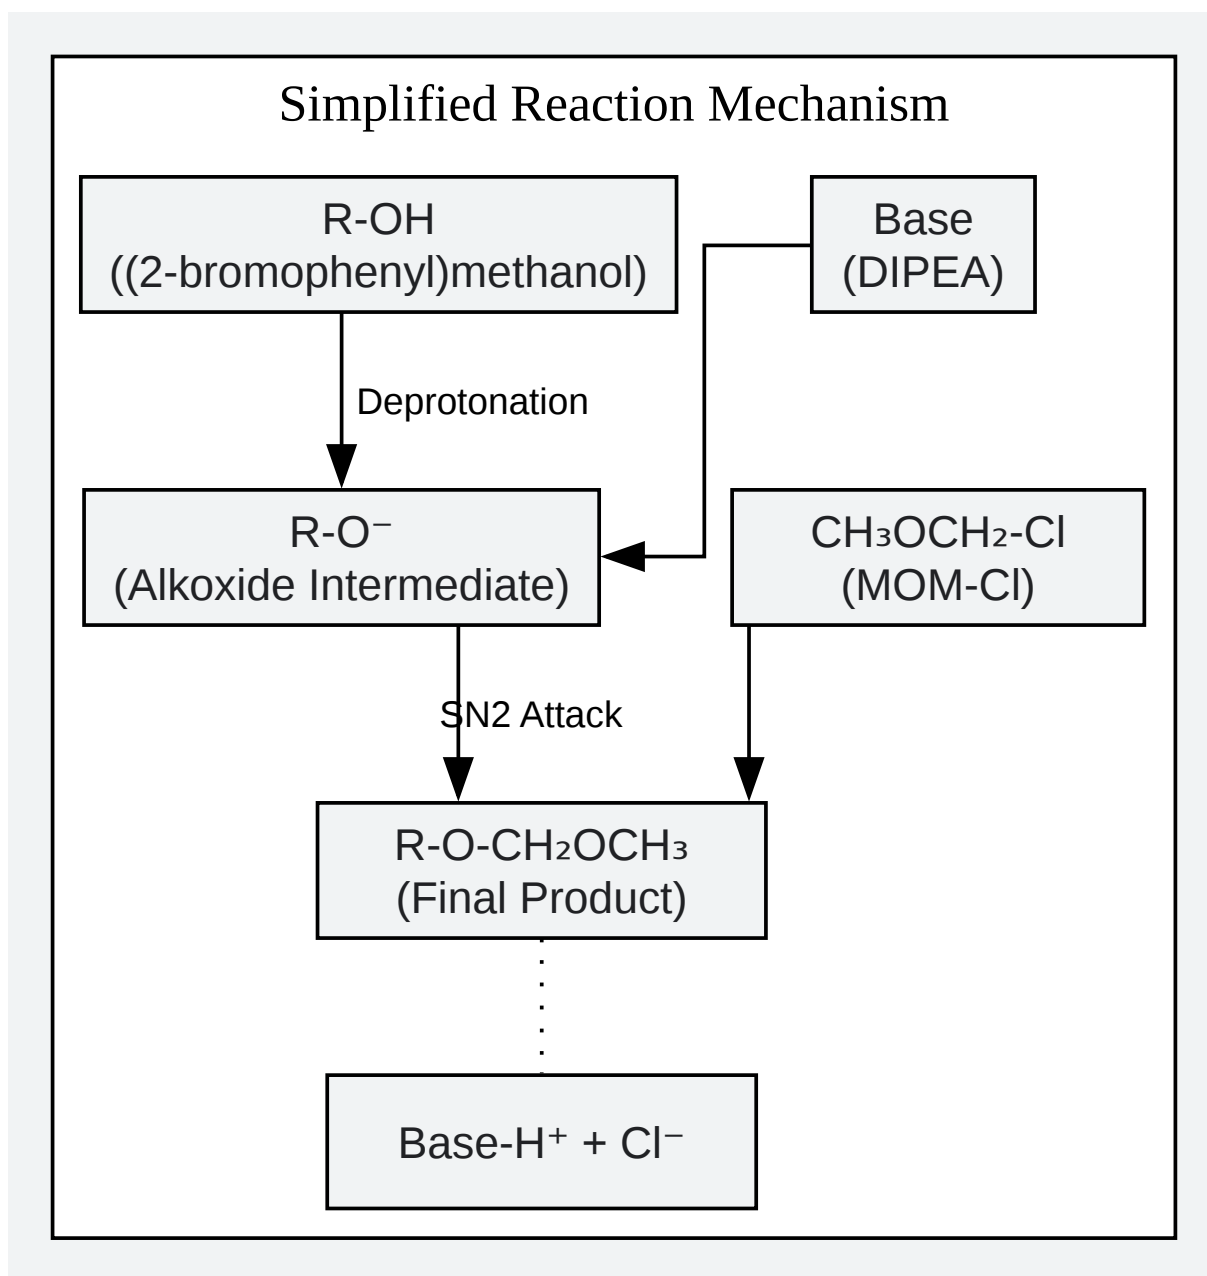 Simplified Reaction Mechanism
R-OH
((2-bromophenyl)methanol)
Base
(DIPEA)
Deprotonation
R-O⁻
(Alkoxide Intermediate)
CH₃OCH₂-Cl
(MOM-Cl)
SN2 Attack
R-O-CH₂OCH₃
(Final Product)
Base-H⁺ + Cl⁻